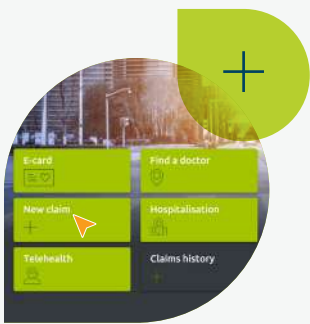 E-card
Find a doctor
New claim
Hospitalisation
Telehealth
Claims history